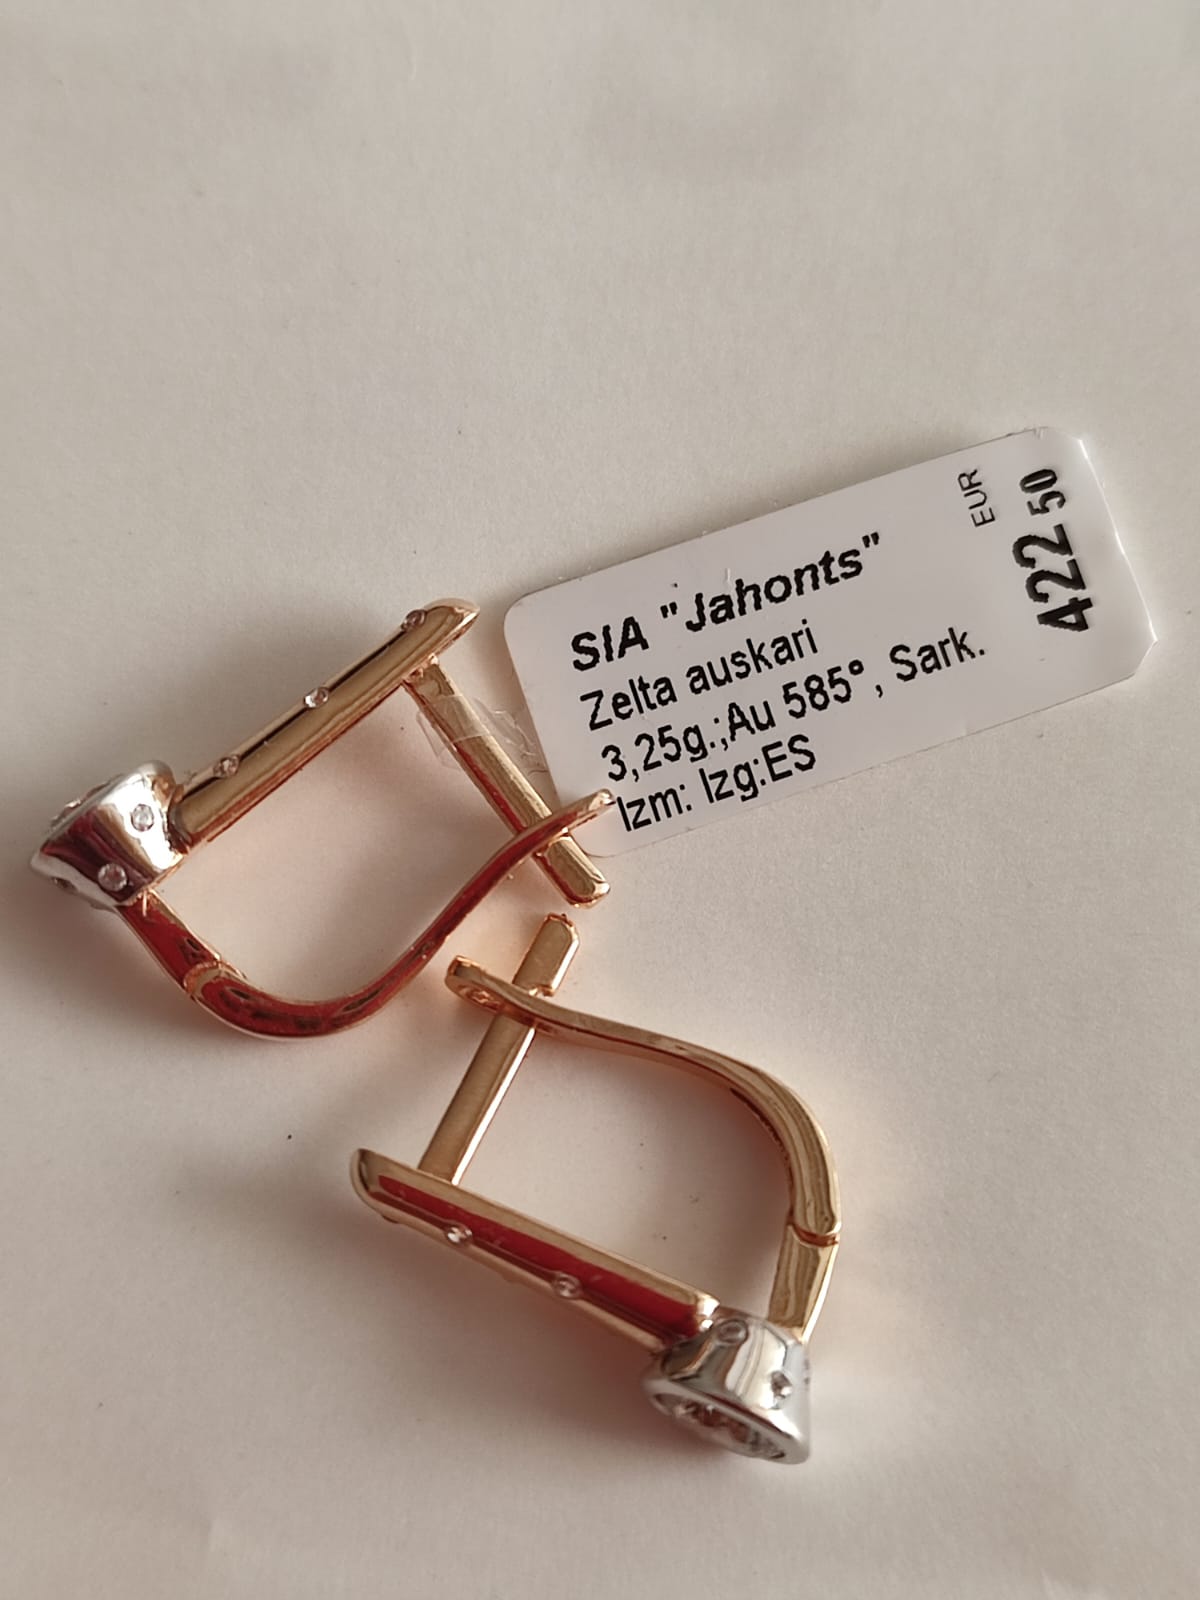 SIA "Jahonts"
Zelta auskari
3,25g.;Au 585°, Sark.
Izm: Izg:ES
EUR
422 50